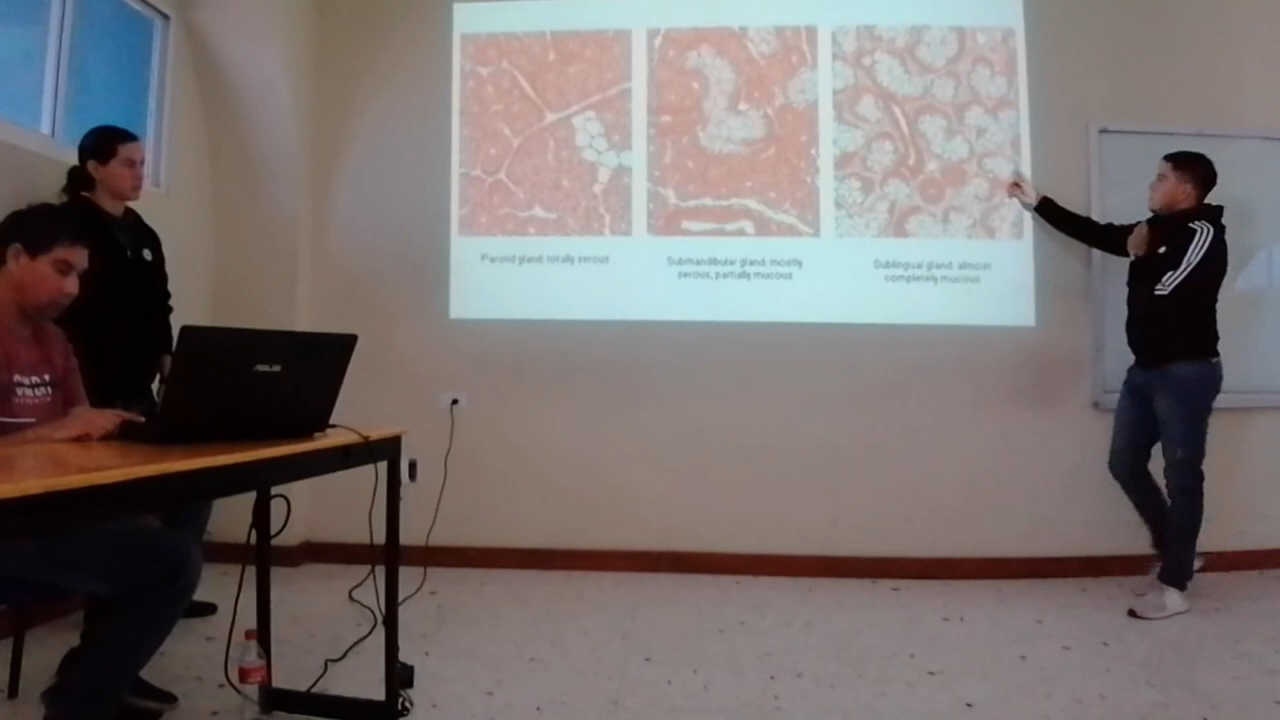 Parotid gland: totally serous
Submandibular gland: mostly
serous, partially mucous
Sublingual gland: almost
completely mucous
ASUS